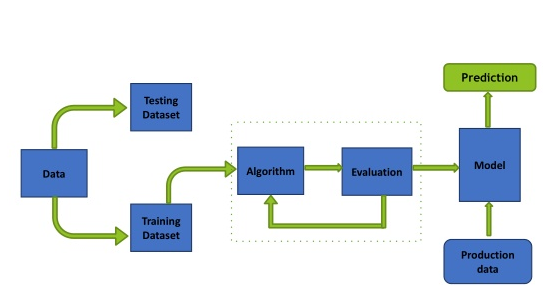 Prediction
Testing
Dataset
Data
Algorithm
Evaluation
Model
Training
Dataset
Production
data